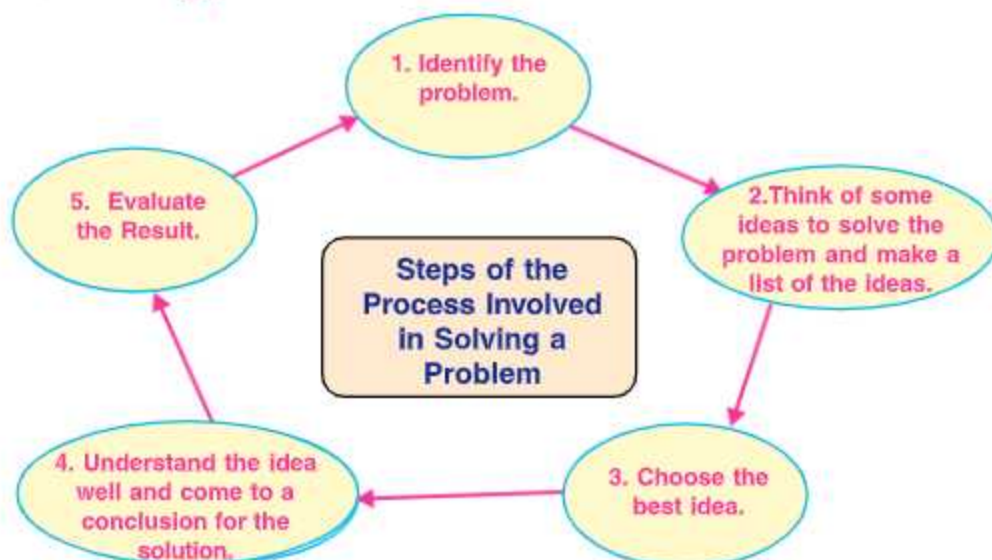 1. Identify the
problem.
2.Think of some
ideas to solve the
problem and make a
list of the ideas.
3. Choose the
best idea.
4. Understand the idea
well and come to a
conclusion for the
solution.
5. Evaluate
the Result.
Steps of the
Process Involved
in Solving a
Problem